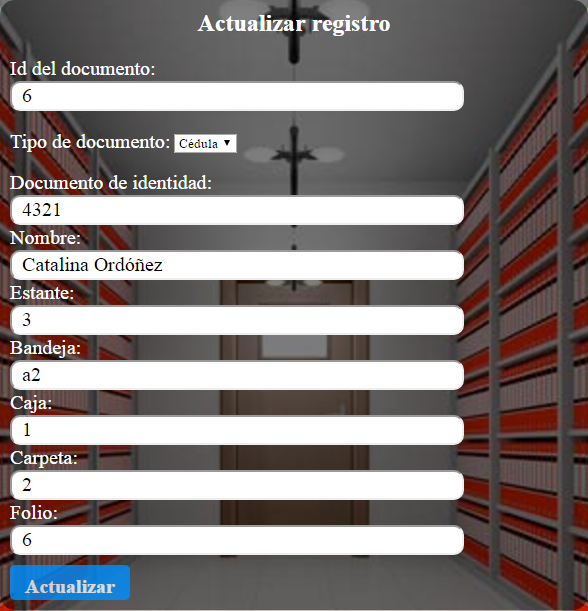 Actualizar registro
Id del documento:
6
Tipo de documento: Cédula
Documento de identidad:
4321
Nombre:
Catalina Ordóñez
Estante:
3
Bandeja:
a2
Caja:
1
Carpeta:
2
Folio:
6
Actualizar